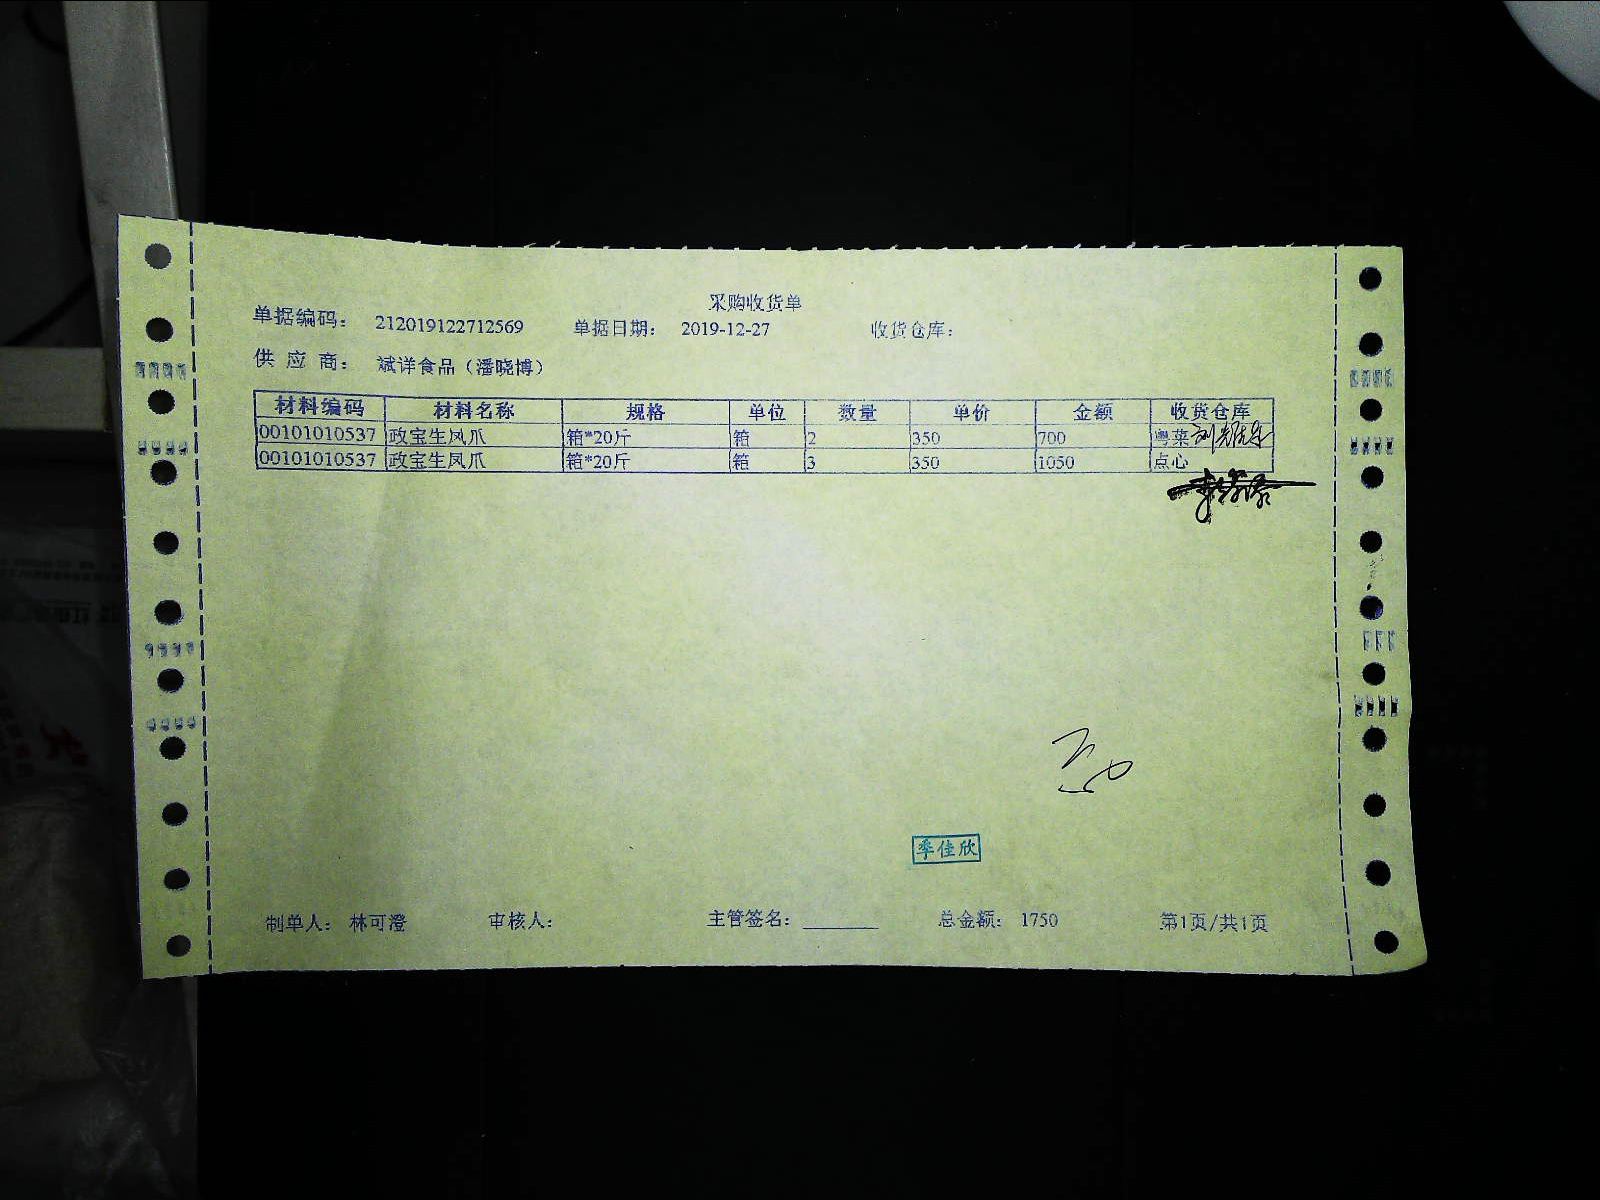 采购收货单
单据编码： 212019122712569 单据日期： 2019-12-27 收货仓库：
供 应 商： 斌详食品（潘晓博）
材料编码 材料名称 规格 单位 数量 单价 金额 收货仓库
00101010537 政宝生凤爪 箱*20斤 箱 2 350 700 粤菜
00101010537 政宝生凤爪 箱*20斤 箱 3 350 1050 点心
季佳欣
制单人： 林可澄 审核人： 主管签名： 总金额： 1750 第1页/共1页